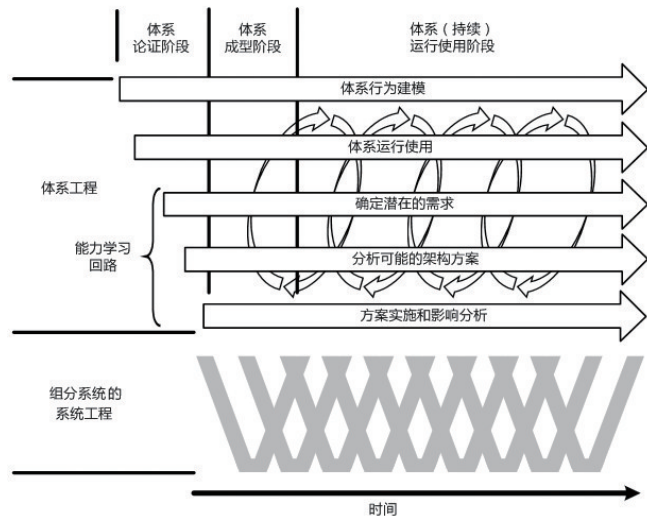 体系
论证阶段
体系
成型阶段
体系（持续）
运行使用阶段
体系行为建模
体系运行使用
体系工程
确定潜在的需求
能力学习
回路
分析可能的架构方案
方案实施和影响分析
组分系统的
系统工程
时间